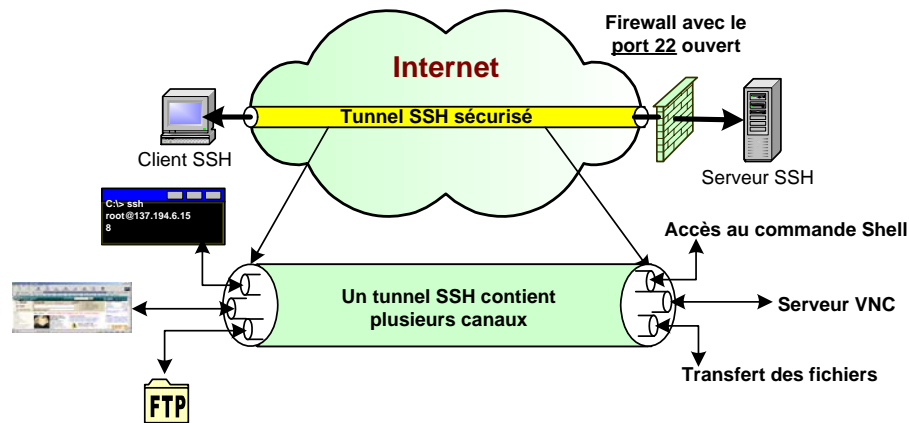 Firewall avec le
port 22 ouvert
Internet
Tunnel SSH sécurisé
Client SSH
Serveur SSH
C:\> ssh
root@137.194.6.15
8
Accès au commande Shell
Un tunnel SSH contient
plusieurs canaux
Serveur VNC
Transfert des fichiers
FTP